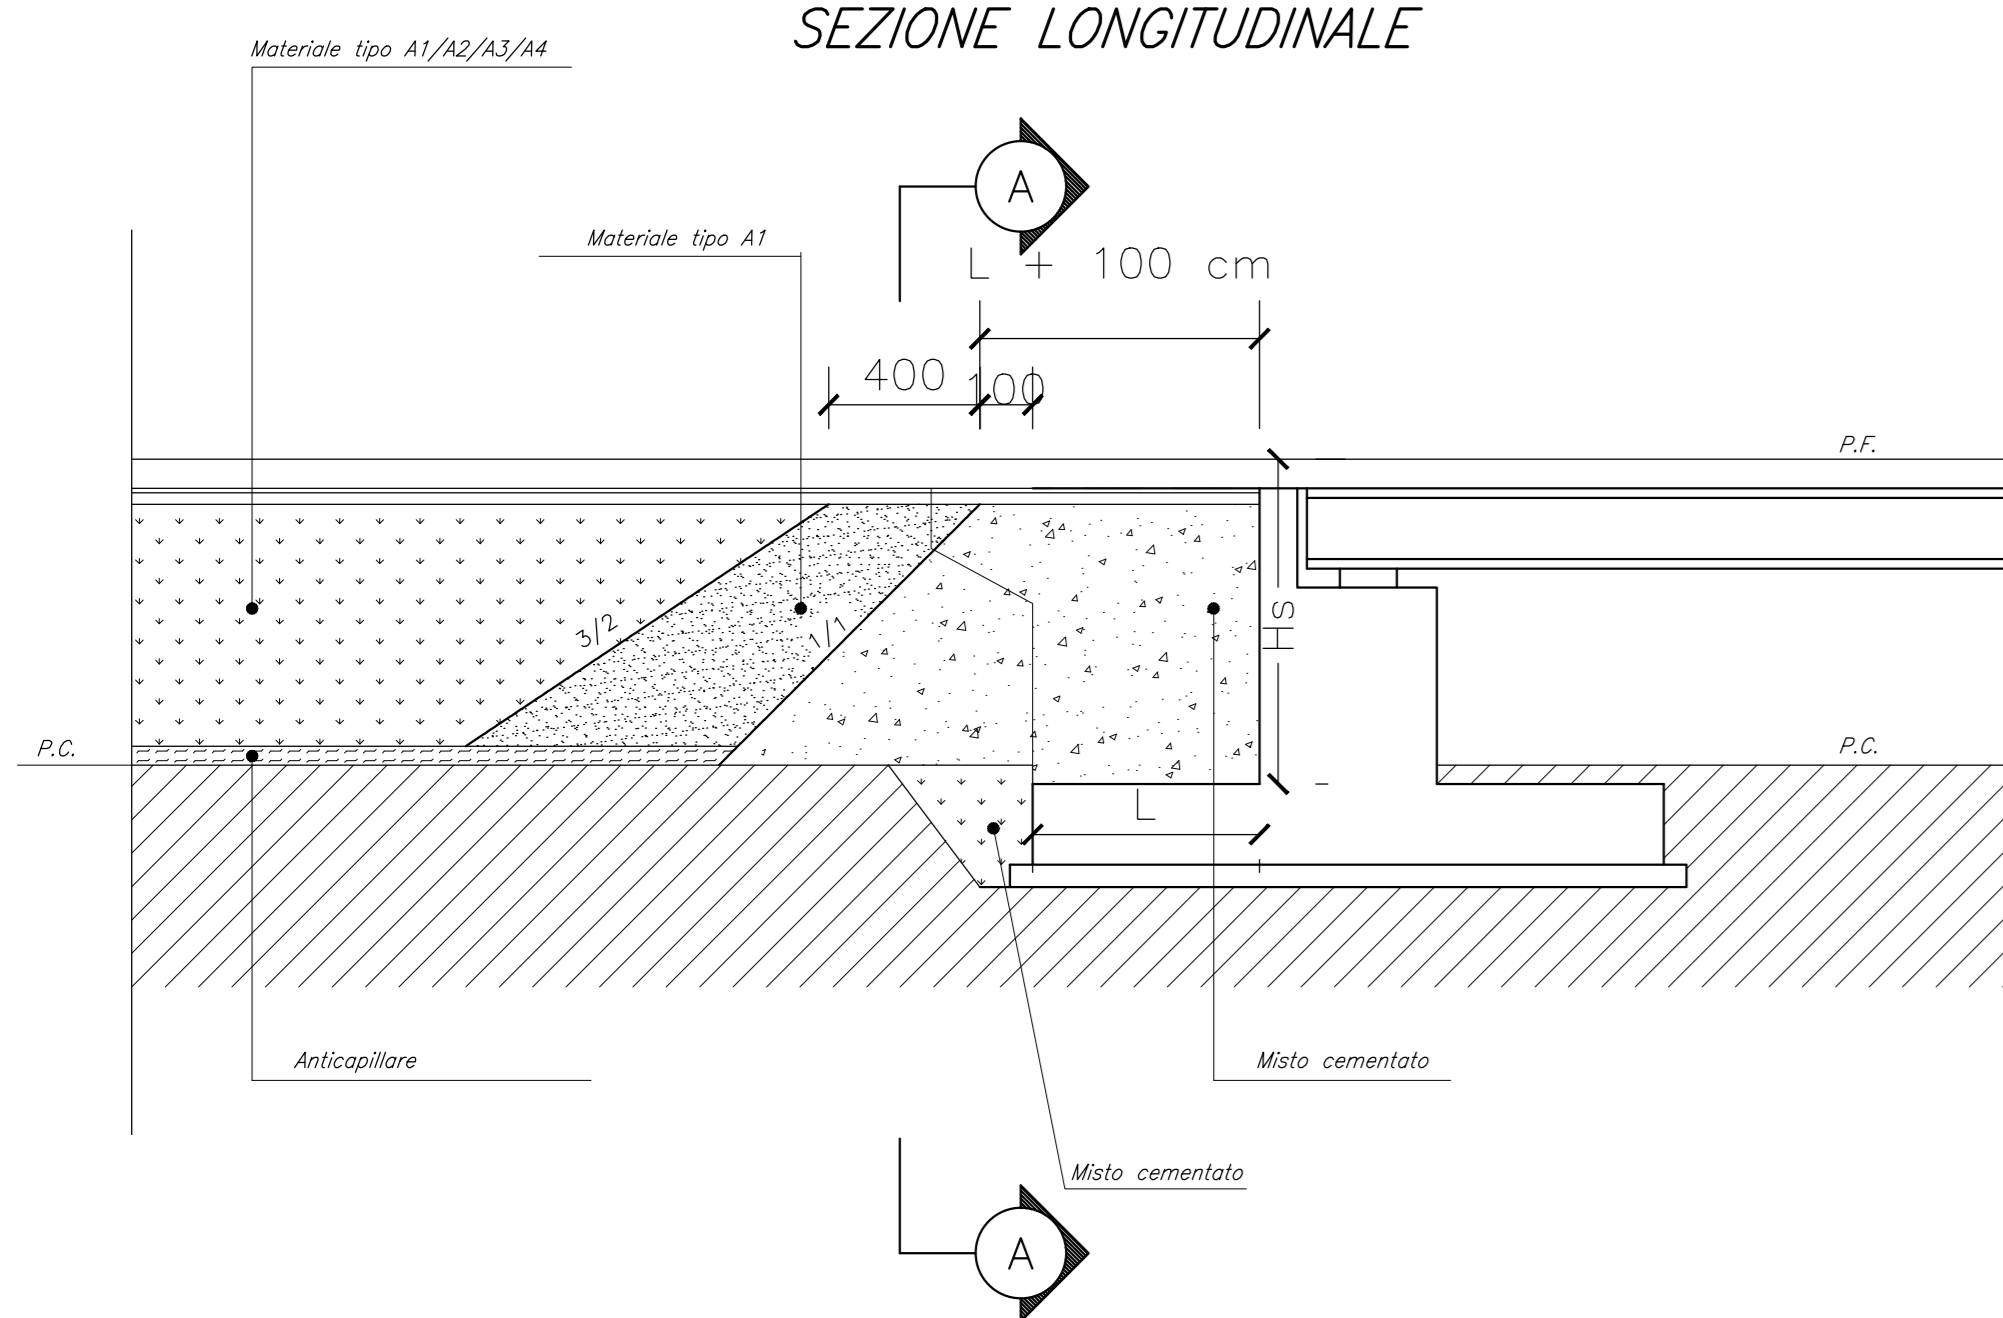 SEZIONE LONGITUDINALE
Materiale tipo A1/A2/A3/A4
A
Materiale tipo A1
L + 100 cm
400
100
P.F.
HS
3/2
1/1
P.C.
P.C.
L
Anticapillare
Misto cementato
Misto cementato
A